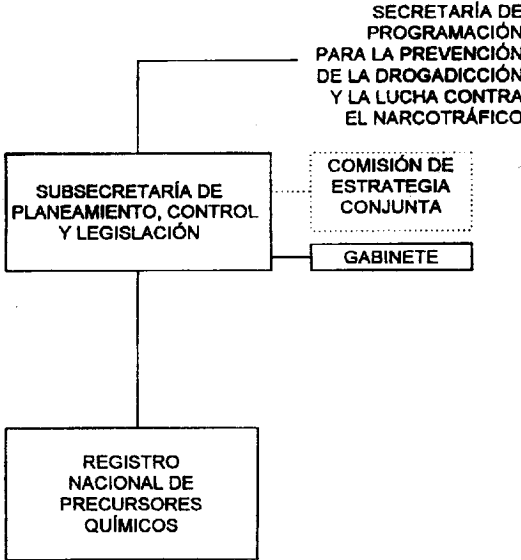 SECRETARÍA DE
PROGRAMACIÓN
PARA LA PREVENCIÓN
DE LA DROGADICCIÓN
Y LA LUCHA CONTRA
EL NARCOTRÁFICO
SUBSECRETARÍA DE
PLANEAMIENTO, CONTROL
Y LEGISLACIÓN
COMISIÓN DE
ESTRATEGIA
CONJUNTA
GABINETE
REGISTRO
NACIONAL DE
PRECURSORES
QUÍMICOS